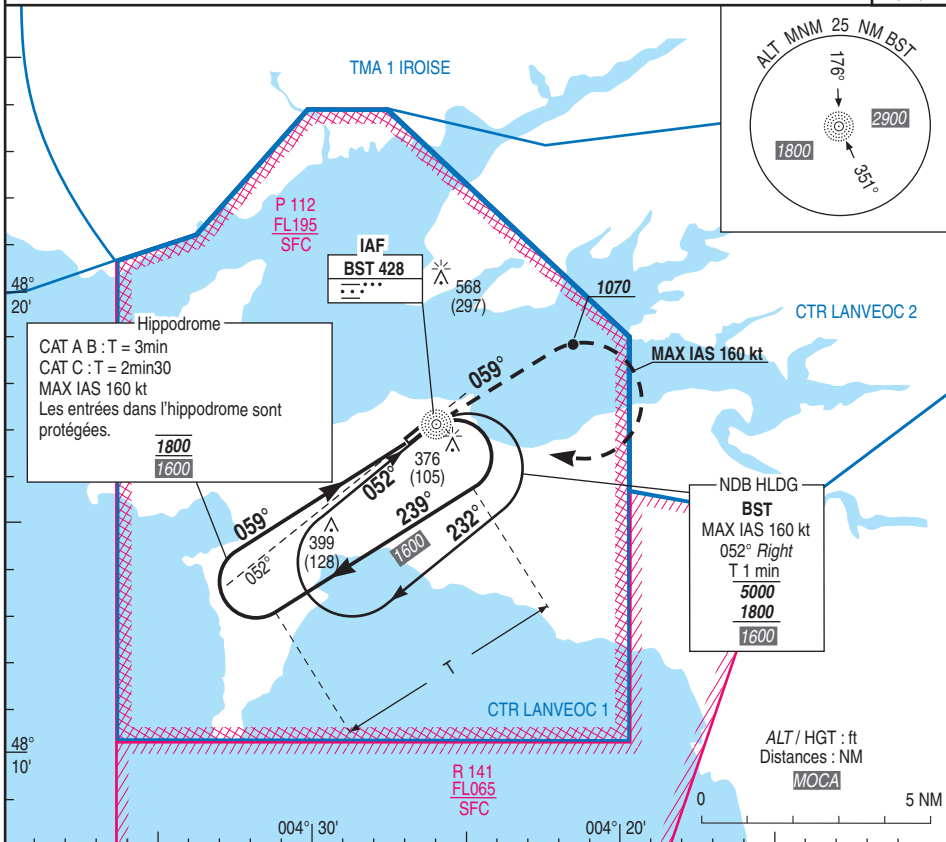 TMA 1 IROISE
ALT MNM 25 NM BST
176°
2900
1800
351°
P 112
FL195
SFC
IAF
BST 428
568
(297)
1070
48°
20'
CTR LANVEOC 2
Hippodrome
CAT A B : T = 3min
CAT C : T = 2min30
MAX IAS 160 kt
Les entrées dans l'hippodrome sont
protégées.
1800
1600
MAX IAS 160 kt
059°
376
(105)
052°
239°
232°
059°
052°
399
(128)
1600
NDB HLDG
BST
MAX IAS 160 kt
052° Right
T 1 min
5000
1800
1600
T
CTR LANVEOC 1
48°
10'
R 141
FL065
SFC
ALT / HGT : ft
Distances : NM
MOCA
0 5 NM
004° 30' 004° 20'